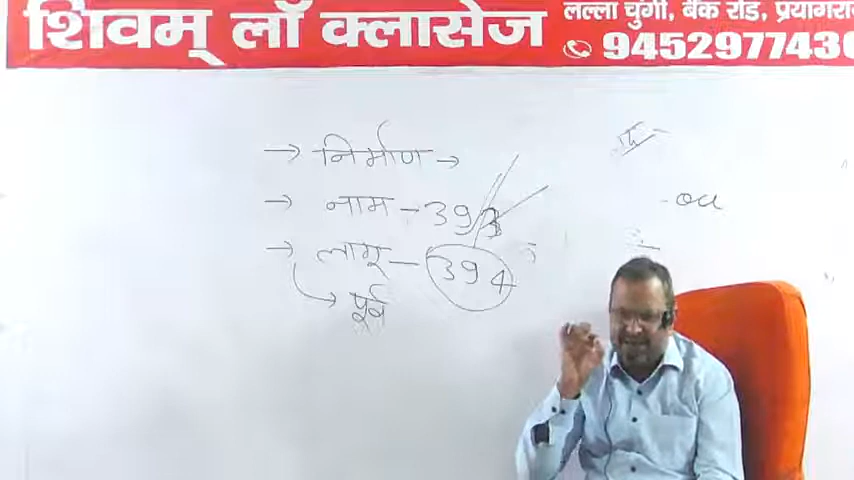 शिवम् लॉ क्लासेज
लल्ला चुंगी, बैंक रोड, प्रयागरा
9452977430
→ निर्माण →
→ नाम – 393
→ लागू – 394
→ पूर्व